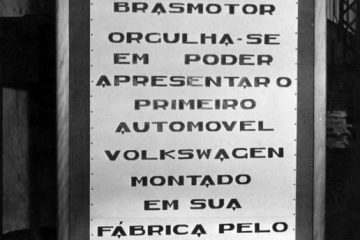 BRASMOTOR
ORGULHA-SE
EM PODER
APRESENTAR O
PRIMEIRO
AUTOMOVEL
VOLKSWAGEN
MONTADO
EM SUA
FÁBRICA PELO